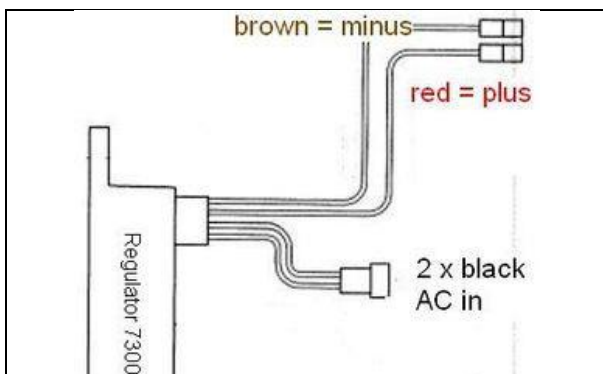 brown = minus
red = plus
2 x black
AC in
Regulator 7300